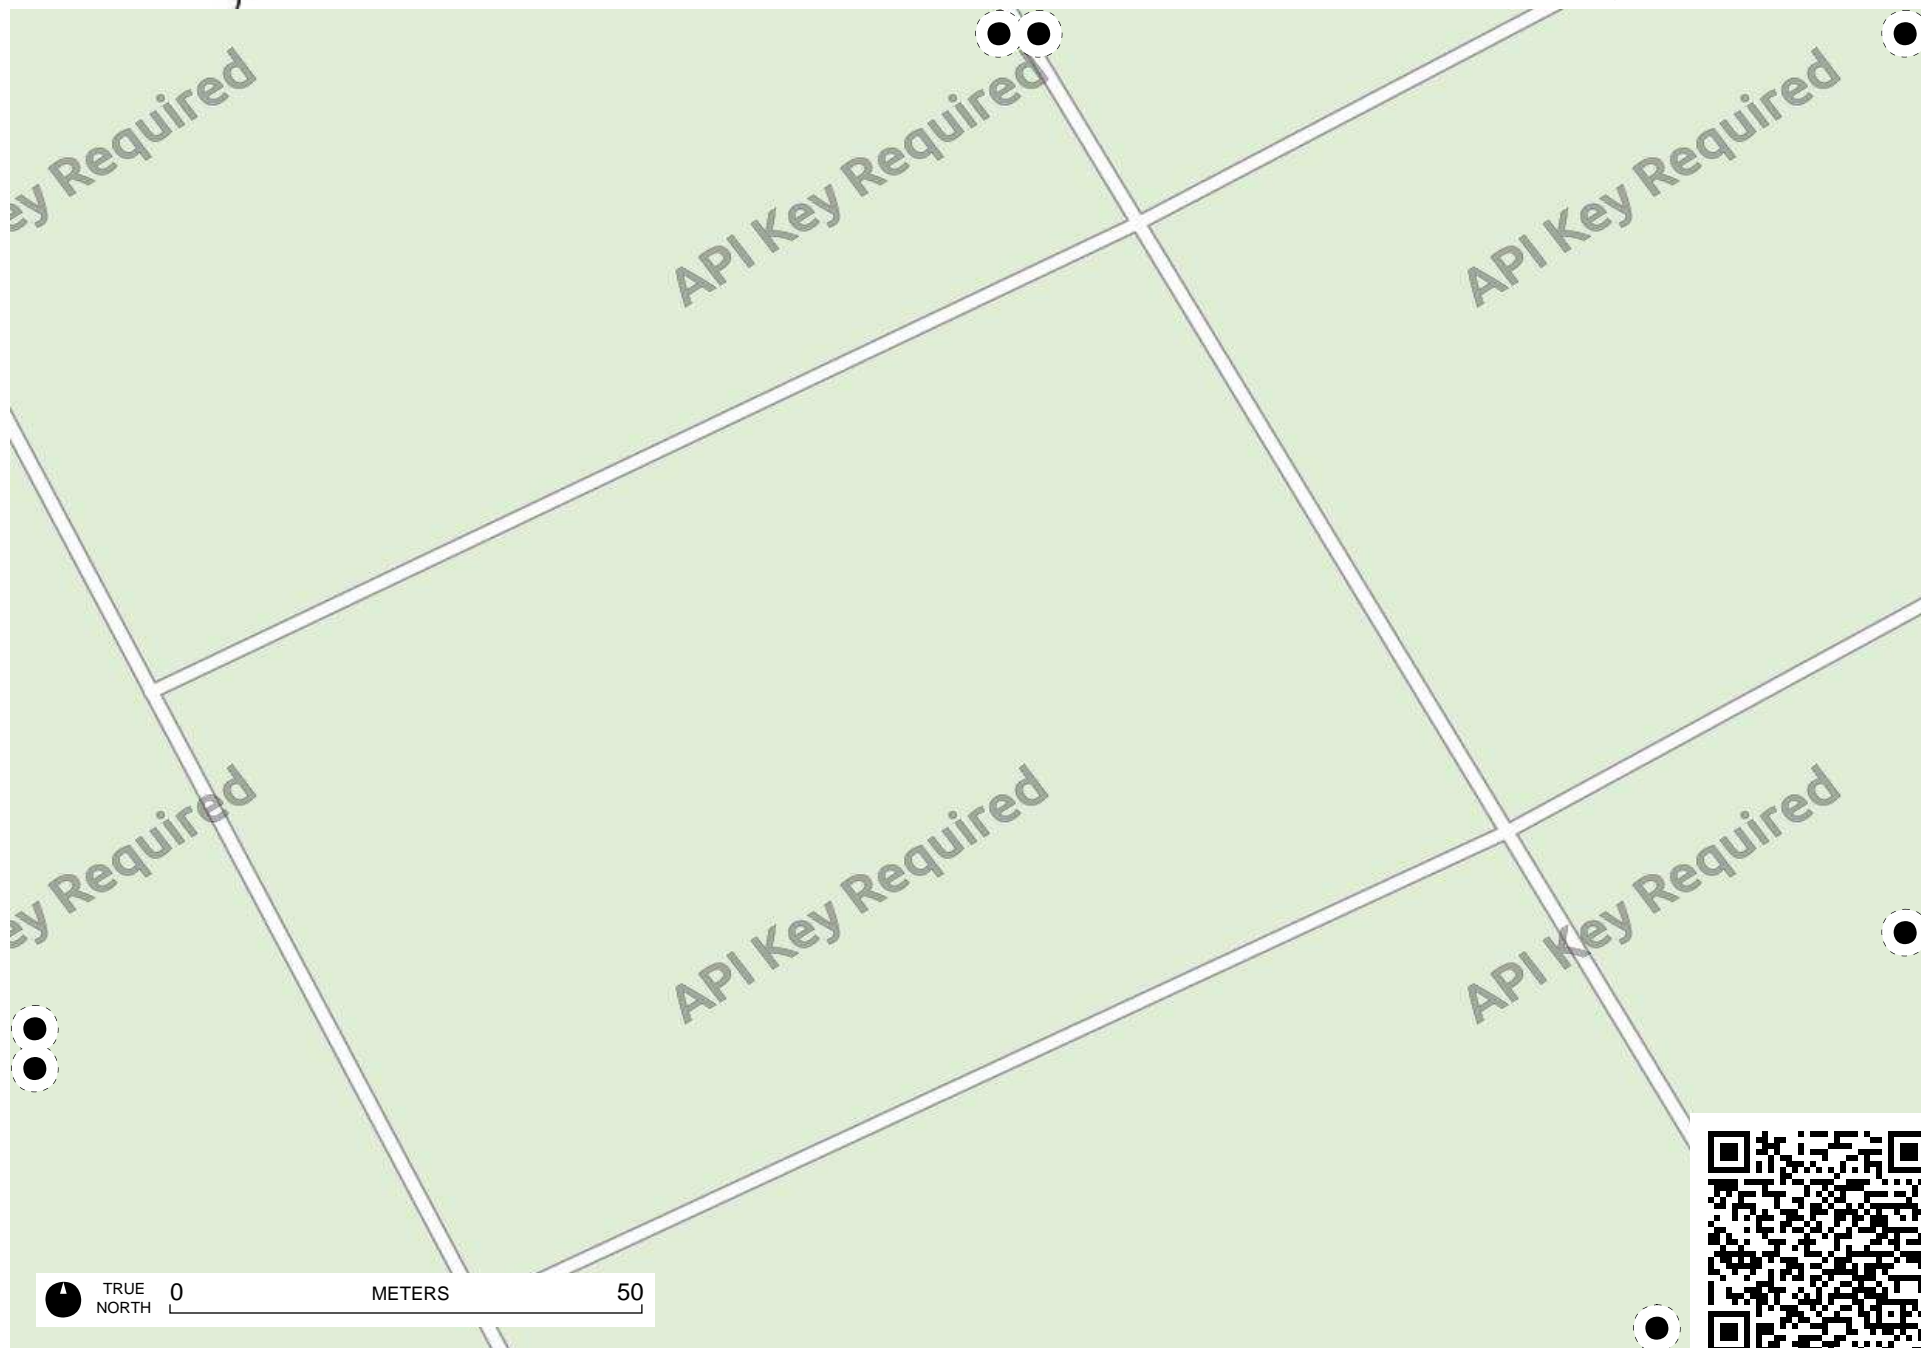 ey Required
API Key Required
API Key Required
ey Required
API Key Required
API Key Required
TRUE
NORTH
0 METERS 50